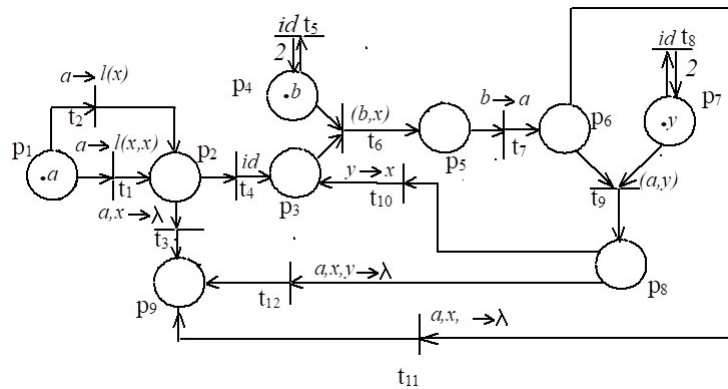 id t5
id t8
2
2
p4
.b
p7
.y
a→ l(x)
t2
(b,x)
t6
b→ a
t7
p6
p1
.a
a→ l(x,x)
t1
p2
id
t4
p3
p5
y→ x
t10
t9
(a,y)
a,x→λ
t3
p9
a,x,y→λ
t12
p8
a,x, →λ
t11